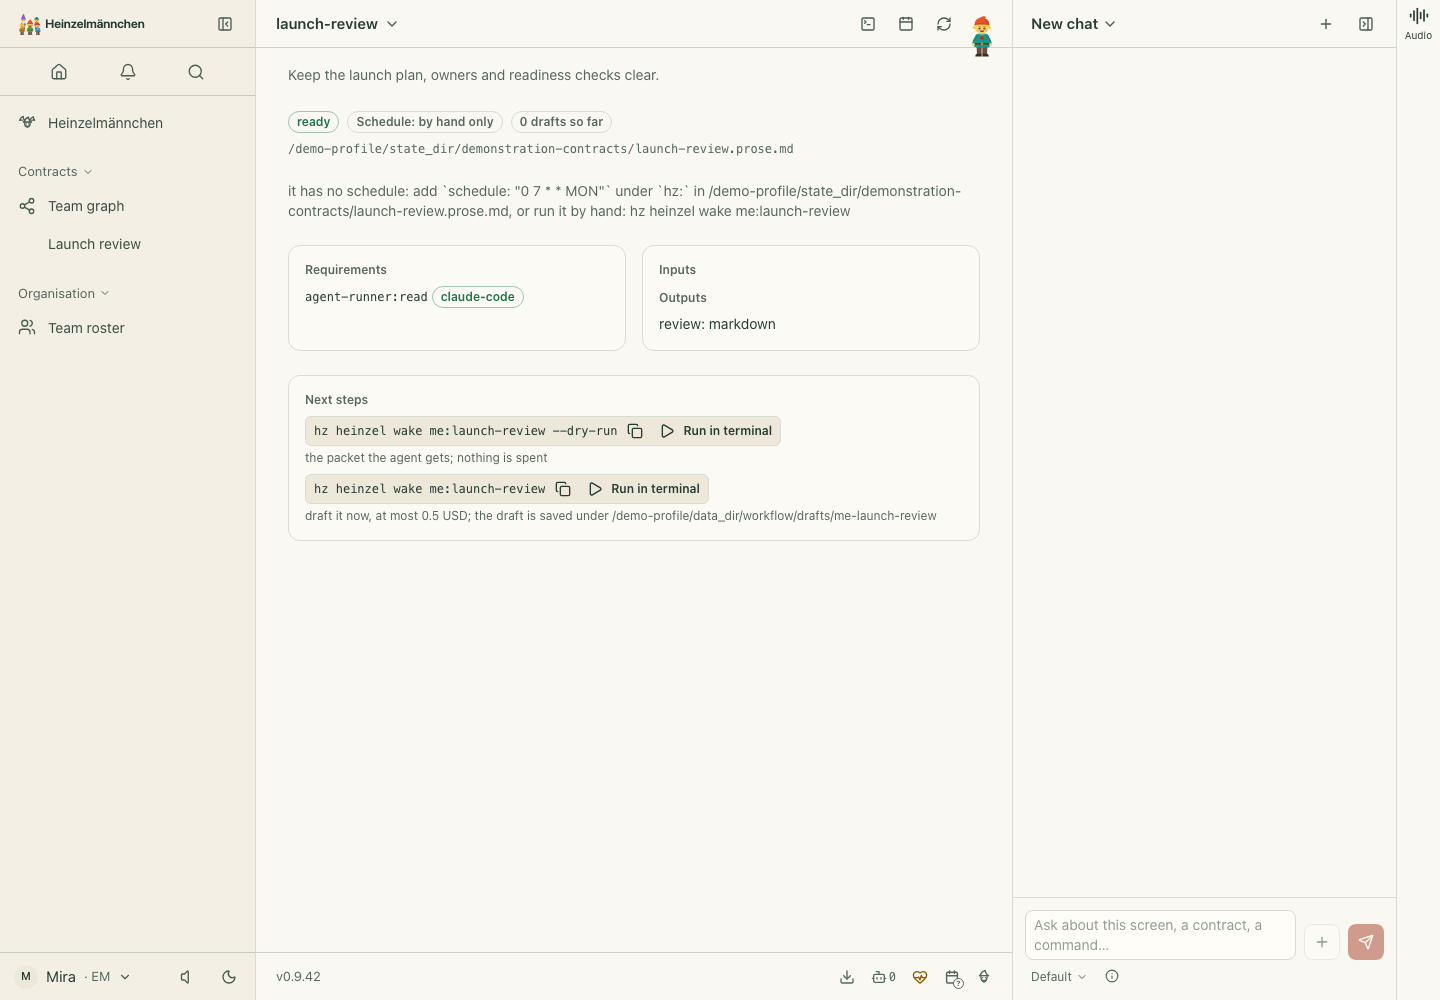 Heinzelmännchen
Heinzelmännchen
Contracts
Team graph
Launch review
Organisation
Team roster
M Mira · EM
launch-review
Keep the launch plan, owners and readiness checks clear.
ready Schedule: by hand only 0 drafts so far
/demo-profile/state_dir/demonstration-contracts/launch-review.prose.md
it has no schedule: add `schedule: "0 7 * * MON"` under `hz:` in /demo-profile/state_dir/demonstration-
contracts/launch-review.prose.md, or run it by hand: hz heinzel wake me:launch-review
Requirements
agent-runner:read claude-code
Inputs
Outputs
review: markdown
Next steps
hz heinzel wake me:launch-review --dry-run Run in terminal
the packet the agent gets; nothing is spent
hz heinzel wake me:launch-review Run in terminal
draft it now, at most 0.5 USD; the draft is saved under /demo-profile/data_dir/workflow/drafts/me-launch-review
v0.9.42
0
?
New chat
Ask about this screen, a contract, a
command...
Default
Audio